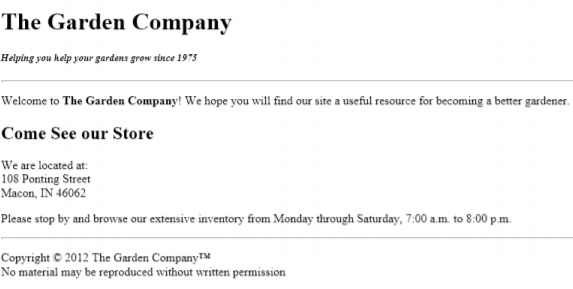 The Garden Company
Helping you help your gardens grow since 1975
Welcome to The Garden Company! We hope you will find our site a useful resource for becoming a better gardener.
Come See our Store
We are located at:
108 Ponting Street
Macon, IN 46062
Please stop by and browse our extensive inventory from Monday through Saturday, 7:00 a.m. to 8:00 p.m.
Copyright © 2012 The Garden Company™
No material may be reproduced without written permission